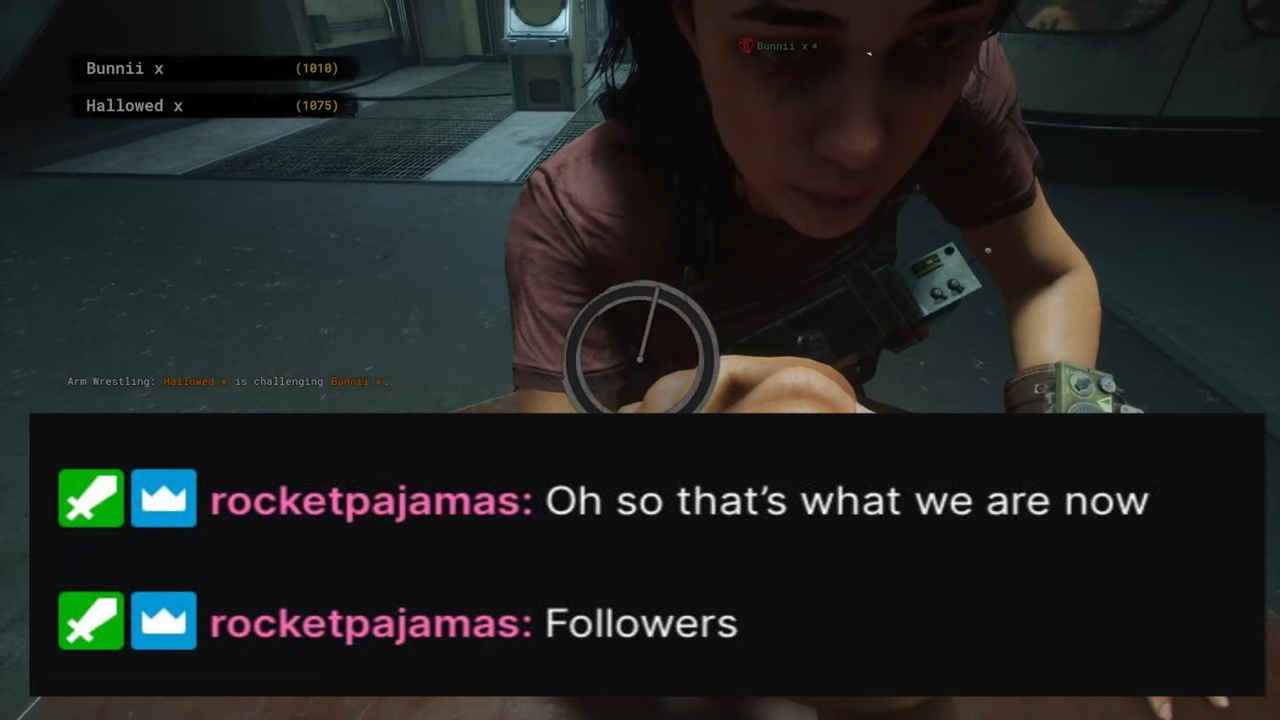 Bunnii x ◂
Bunnii x (1010)
Hallowed x (1075)
Arm Wrestling: Hallowed x is challenging Bunnii x.
rocketpajamas: Oh so that's what we are now
rocketpajamas: Followers